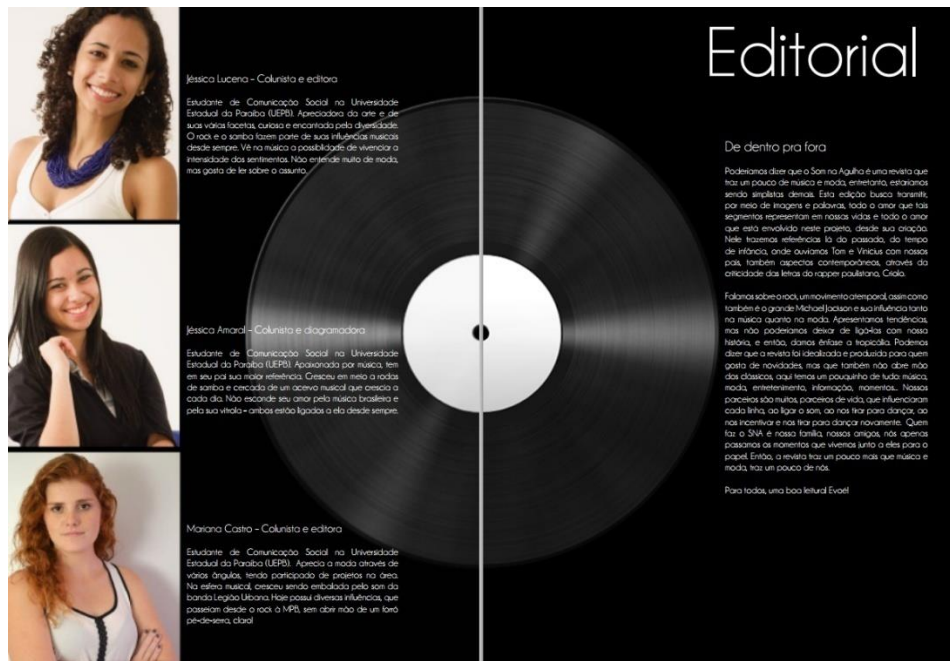 Jéssica Lucena – Colunista e editora
Estudante de Comunicação Social na Universidade
Estadual da Paraíba (UEPB). Apreciadora da arte e de
suas várias facetas, curiosa e encantada pela diversidade.
O rock e o samba fazem parte de suas influências musicais
desde sempre. Vê na música a possibilidade de vivenciar a
intensidade dos sentimentos. Não entende muito de moda,
mas gosta de ler sobre o assunto.
Jéssica Amaral – Colunista e diagramadora
Estudante de Comunicação Social na Universidade
Estadual da Paraíba (UEPB). Apaixonada por música, tem
em seu pai sua maior referência. Cresceu em meio a rodas
de samba e cercada de um acervo musical que crescia a
cada dia. Não esconde seu amor pela música brasileira e
pela sua vitrola – ambos estão ligados a ela desde sempre.
Mariana Castro – Colunista e editora
Estudante de Comunicação Social na Universidade
Estadual da Paraíba (UEPB). Aprecia a moda através de
vários ângulos, tendo participado de projetos na área.
Na esfera musical, cresceu sendo embalada pelo som da
banda Legião Urbana. Hoje possui diversas influências, que
passeiam desde o rock à MPB, sem abrir mão de um forró
pé-de-serra, claro!
Editorial
De dentro pra fora
Poderíamos dizer que o Som na Agulha é uma revista que
traz um pouco de música e moda, entretanto, estaríamos
sendo simplistas demais. Esta edição busca transmitir,
por meio de imagens e palavras, todo o amor que tais
segmentos representam em nossas vidas e todo o amor
que está envolvido neste projeto, desde sua criação.
Nele trazemos referências lá do passado, do tempo
de infância, onde ouvíamos Tom e Vinicius com nossos
pais, também aspectos contemporâneos, através da
criticidade das letras do rapper paulistano, Criolo.
Falamos sobre o rock, um movimento atemporal, assim como
também é o grande Michael Jackson e sua influência tanto
na música quanto na moda. Apresentamos tendências,
mas não poderíamos deixar de ligá-las com nossa
história, e então, damos ênfase a tropicália. Podemos
dizer que a revista foi idealizada e produzida para quem
gosta de novidades, mas que também não abre mão
dos clássicos, aqui temos um pouquinho de tudo: música,
moda, entretenimento, informação, momentos... Nossos
parceiros são muitos, parceiros de vida, que influenciaram
cada linha, ao ligar o som, ao nos tirar para dançar, ao
nos incentivar e nos tirar para dançar novamente. Quem
faz o SNA é nossa família, nossos amigos, nós apenas
passamos os momentos que vivemos junto a eles para o
papel. Então, a revista traz um pouco mais que música e
moda, traz um pouco de nós.
Para todos, uma boa leitura! Evoé!